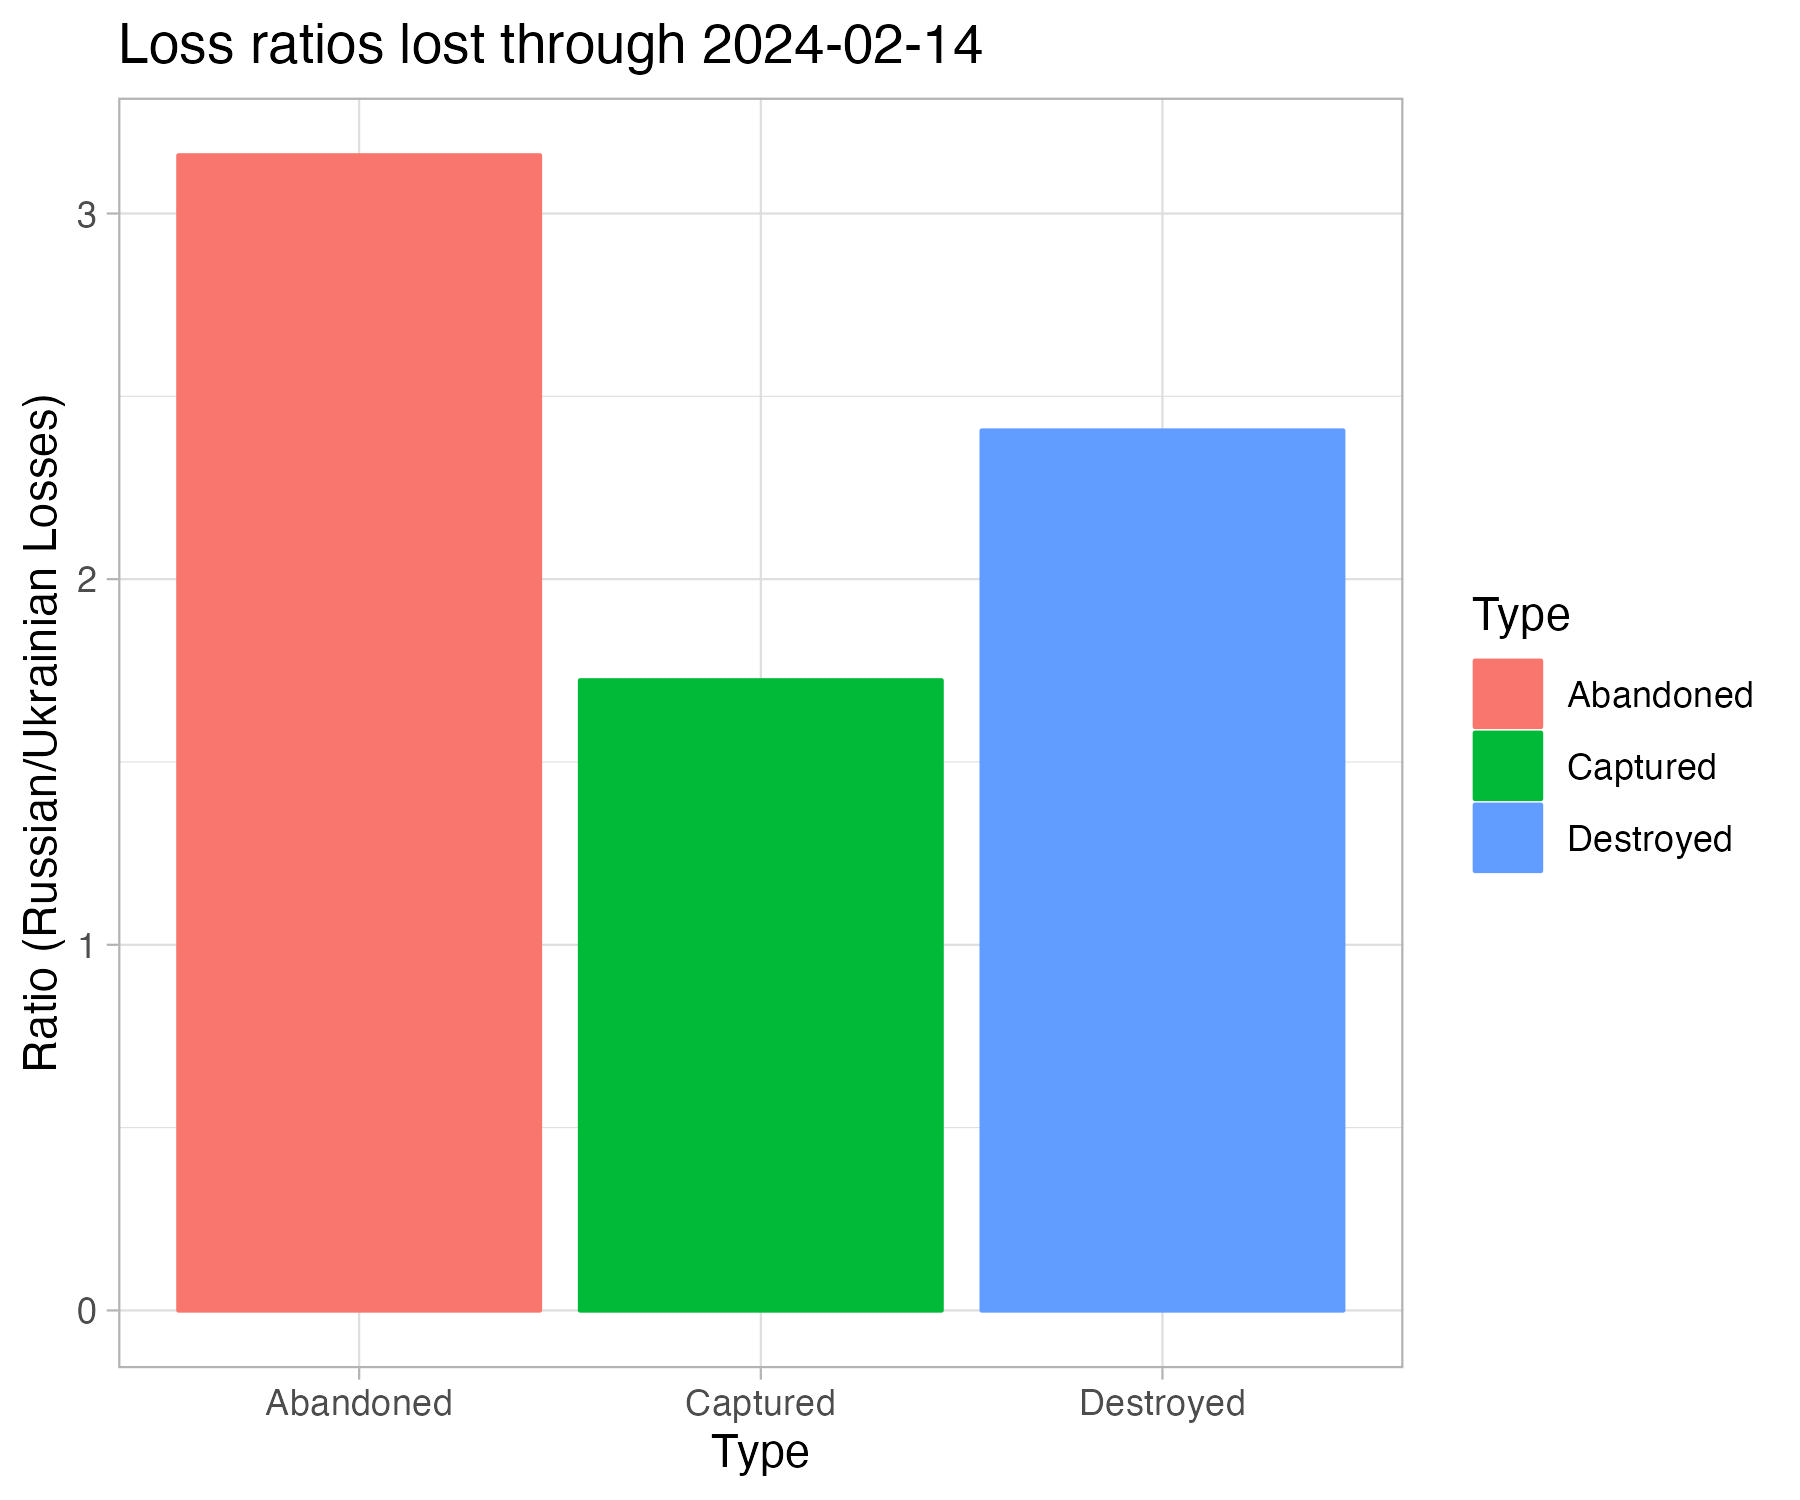 Loss ratios lost through 2024-02-14
Ratio (Russian/Ukrainian Losses)
3
2
1
0
Abandoned
Captured
Destroyed
Type
Type
Abandoned
Captured
Destroyed